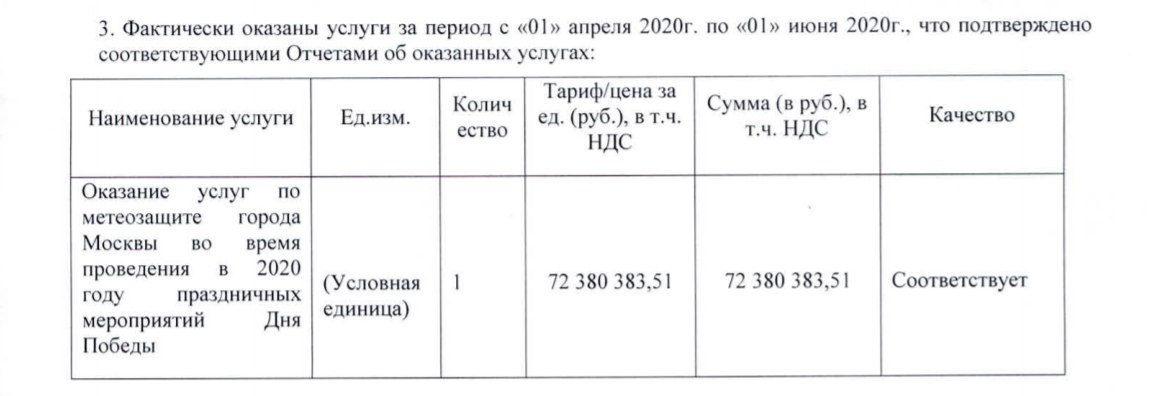 3. Фактически оказаны услуги за период с «01» апреля 2020г. по «01» июня 2020г., что подтверждено
соответствующими Отчетами об оказанных услугах:
Наименование услуги
Ед.изм.
Колич
ество
Тариф/цена за
ед. (руб.), в т.ч.
НДС
Сумма (в руб.), в
т.ч. НДС
Качество
Оказание услуг по
метеозащите города
Москвы во время
проведения в 2020
году праздничных
мероприятий Дня
Победы
(Условная
единица)
1
72 380 383,51
72 380 383,51
Соответствует